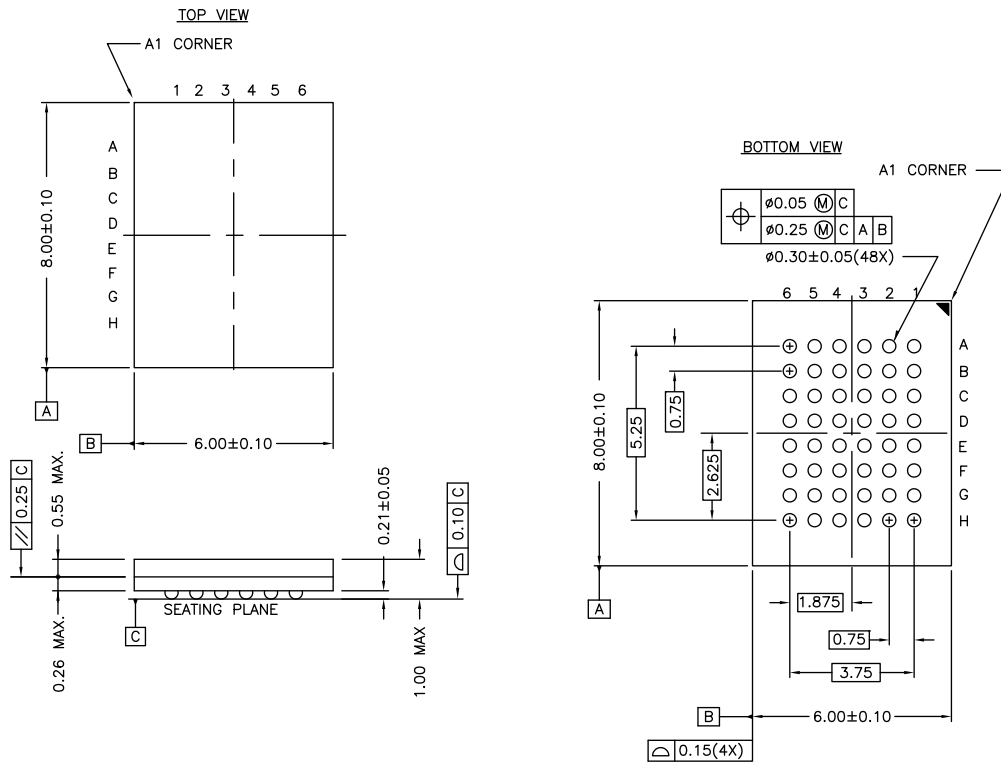 TOP VIEW
A1 CORNER
1 2 3 4 5 6
A
B
C
D
E
F
G
H
8.00±0.10
A
B
6.00±0.10
// 0.25 C
0.55 MAX.
0.21±0.05
⌓ 0.10 C
SEATING PLANE
C
0.26 MAX.
1.00 MAX
BOTTOM VIEW
A1 CORNER
⌖ ⌀0.05 Ⓜ C
⌀0.25 Ⓜ C A B
⌀0.30±0.05(48X)
6 5 4 3 2 1
A
B
C
D
E
F
G
H
8.00±0.10
5.25
0.75
2.625
A
1.875
0.75
3.75
B
6.00±0.10
⌓ 0.15(4X)